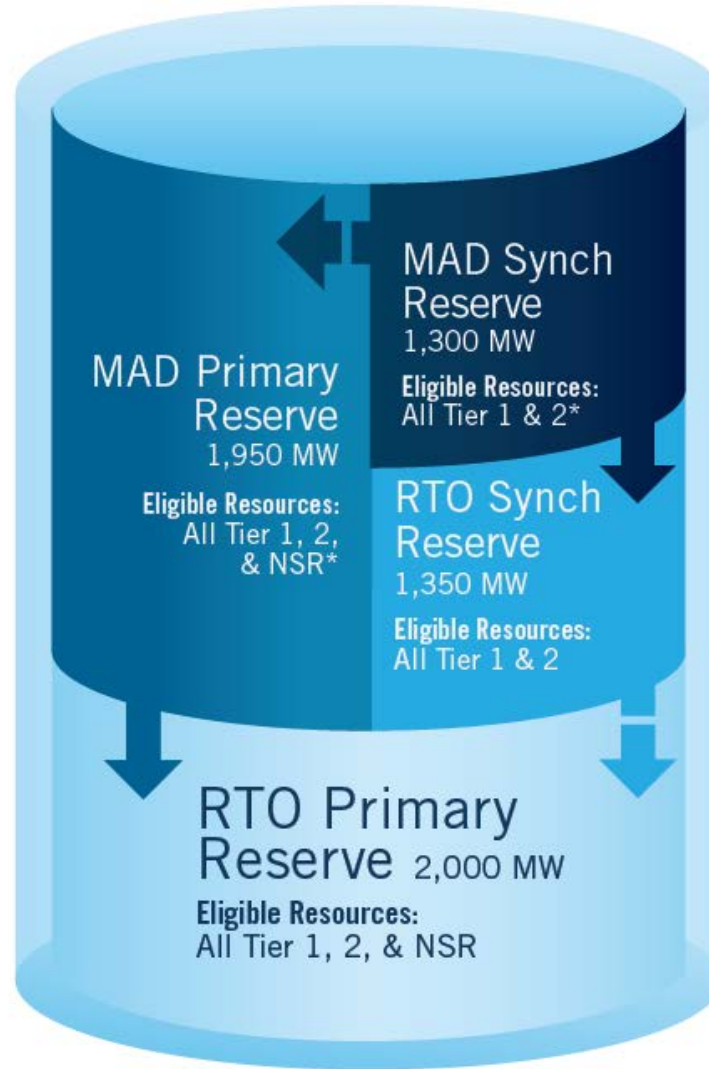 MAD Synch
Reserve
1,300 MW
Eligible Resources:
All Tier 1 & 2*
MAD Primary
Reserve
1,950 MW
Eligible Resources:
All Tier 1, 2,
& NSR*
RTO Synch
Reserve
1,350 MW
Eligible Resources:
All Tier 1 & 2
RTO Primary
Reserve 2,000 MW
Eligible Resources:
All Tier 1, 2, & NSR